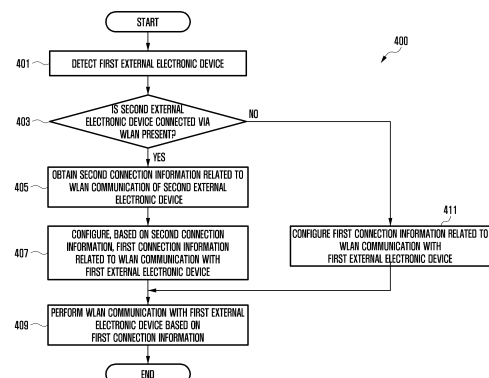 START
400
401
DETECT FIRST EXTERNAL ELECTRONIC DEVICE
403
IS SECOND EXTERNAL
ELECTRONIC DEVICE CONNECTED VIA
WLAN PRESENT?
NO
YES
405
OBTAIN SECOND CONNECTION INFORMATION RELATED TO
WLAN COMMUNICATION OF SECOND EXTERNAL
ELECTRONIC DEVICE
411
407
CONFIGURE, BASED ON SECOND CONNECTION
INFORMATION, FIRST CONNECTION INFORMATION
RELATED TO WLAN COMMUNICATION WITH
FIRST EXTERNAL ELECTRONIC DEVICE
CONFIGURE FIRST CONNECTION INFORMATION RELATED TO
WLAN COMMUNICATION WITH
FIRST EXTERNAL ELECTRONIC DEVICE
409
PERFORM WLAN COMMUNICATION WITH FIRST EXTERNAL
ELECTRONIC DEVICE BASED ON
FIRST CONNECTION INFORMATION
END